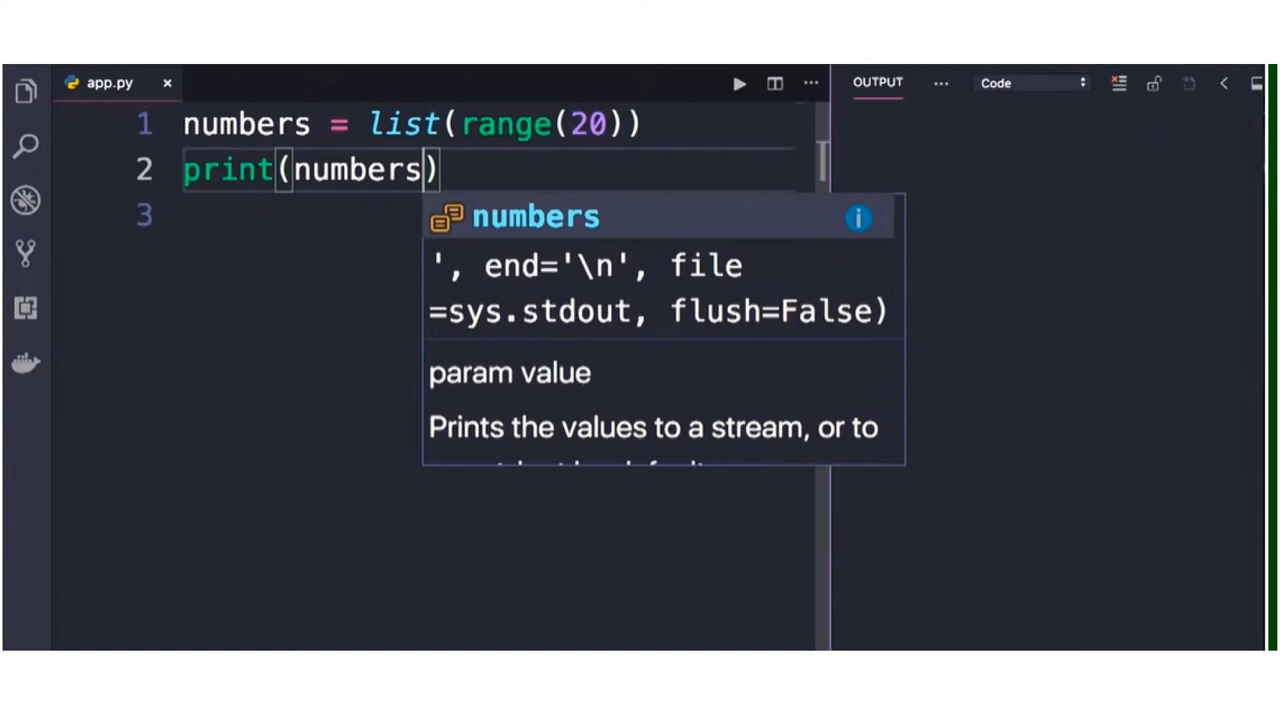 app.py × OUTPUT ... Code
1 numbers = list(range(20))
2 print(numbers)
3
numbers
', end='\n', file
=sys.stdout, flush=False)
param value
Prints the values to a stream, or to